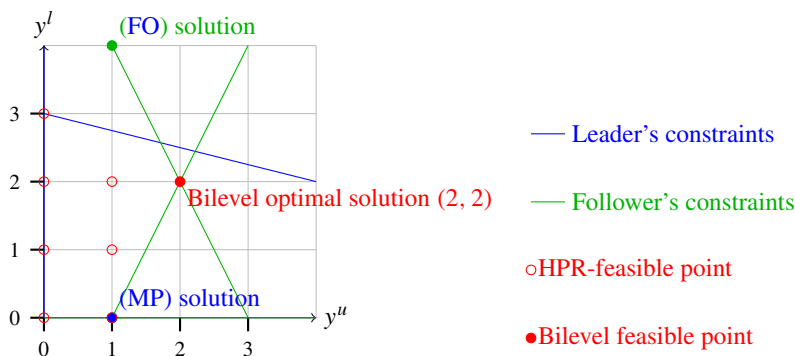 y^l
(FO) solution
3
2
1
0
Bilevel optimal solution (2, 2)
(MP) solution
y^u
0 1 2 3
Leader's constraints
Follower's constraints
HPR-feasible point
Bilevel feasible point